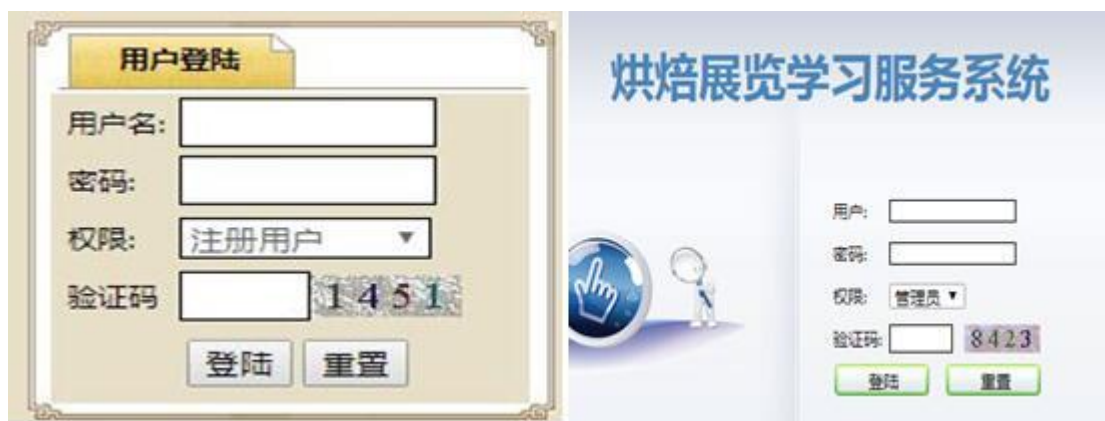 用户登陆
用户名:
密码:
权限: 注册用户
验证码 1451
登陆 重置
烘焙展览学习服务系统
用户:
密码:
权限: 管理员
验证码: 8423
登陆 重置